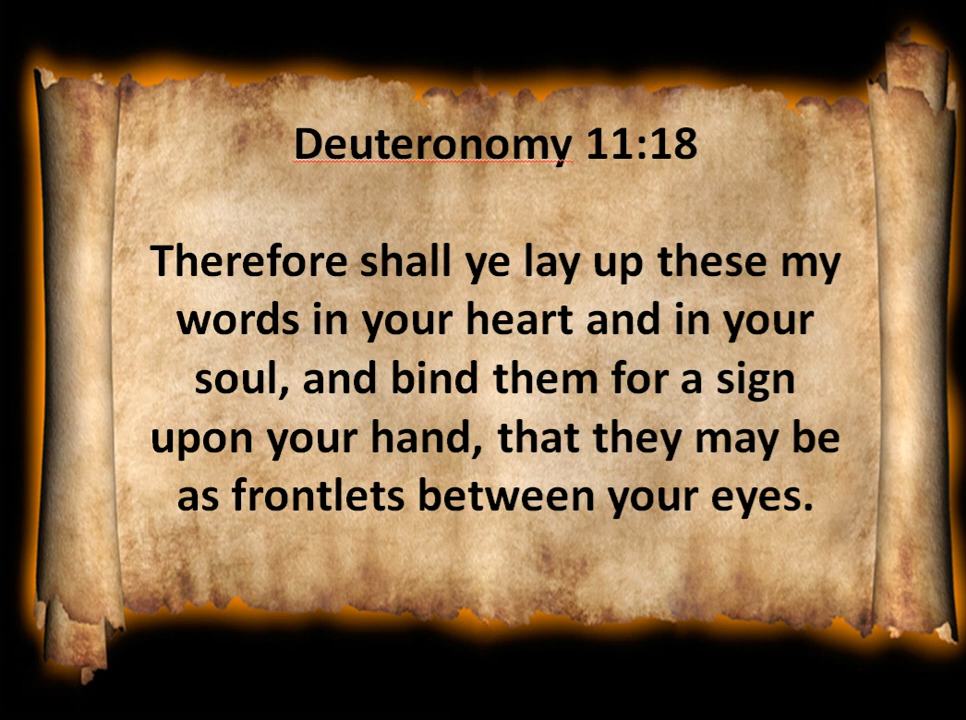 Deuteronomy 11:18
Therefore shall ye lay up these my
words in your heart and in your
soul, and bind them for a sign
upon your hand, that they may be
as frontlets between your eyes.